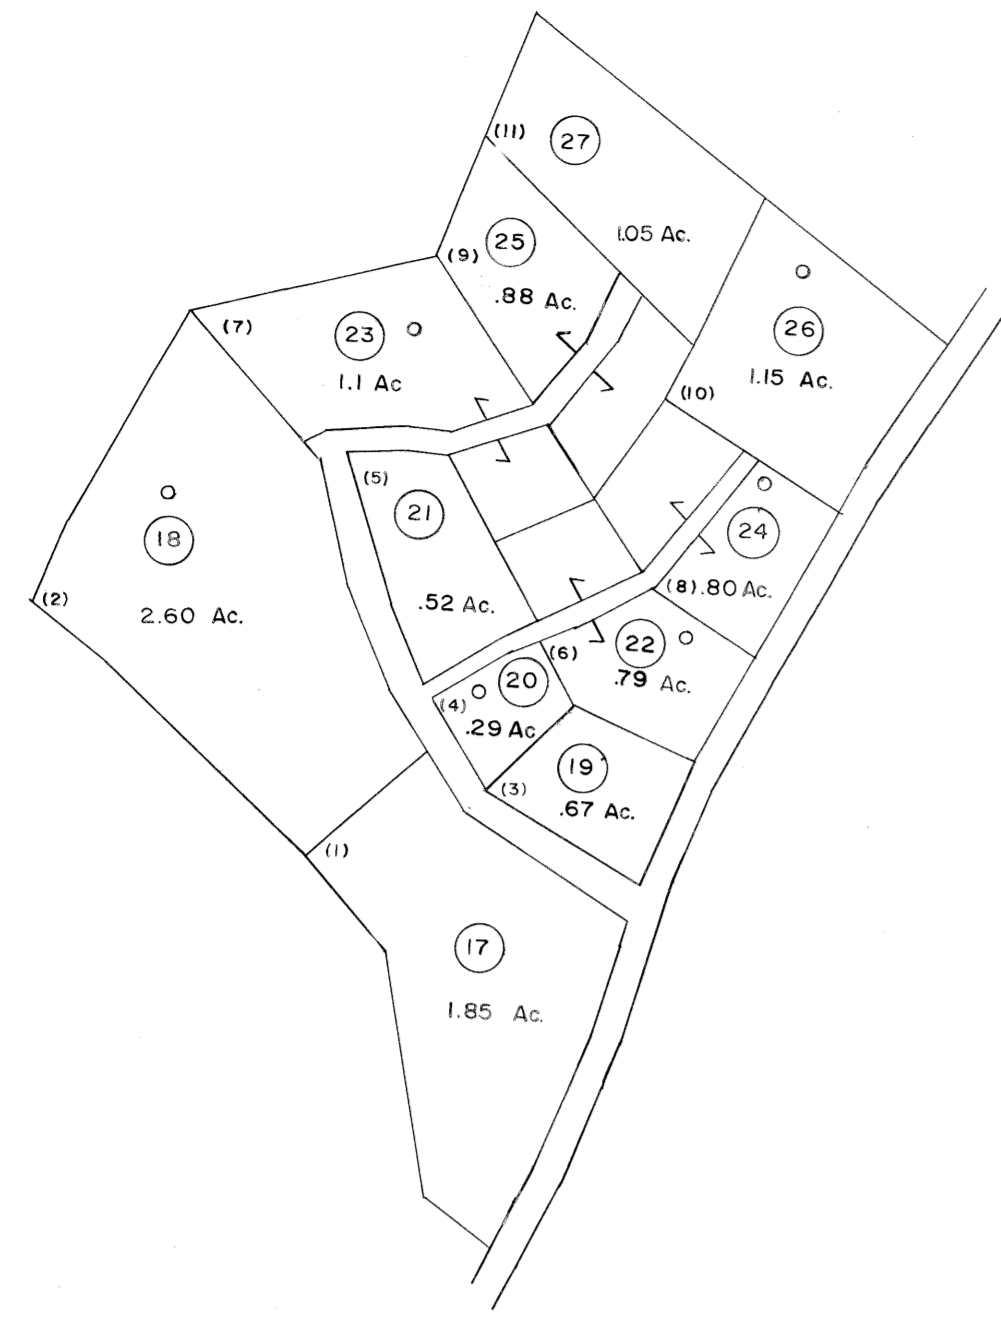 (11) 27
1.05 Ac.
(9) 25
.88 Ac.
(7) 23
1.1 Ac
26
1.15 Ac.
(10)
(5)
21
.52 Ac.
24
(8) .80 Ac.
18
(2)
2.60 Ac.
22
(6)
.79 Ac.
20
(4)
.29 Ac
19
(3)
.67 Ac.
(1)
17
1.85 Ac.